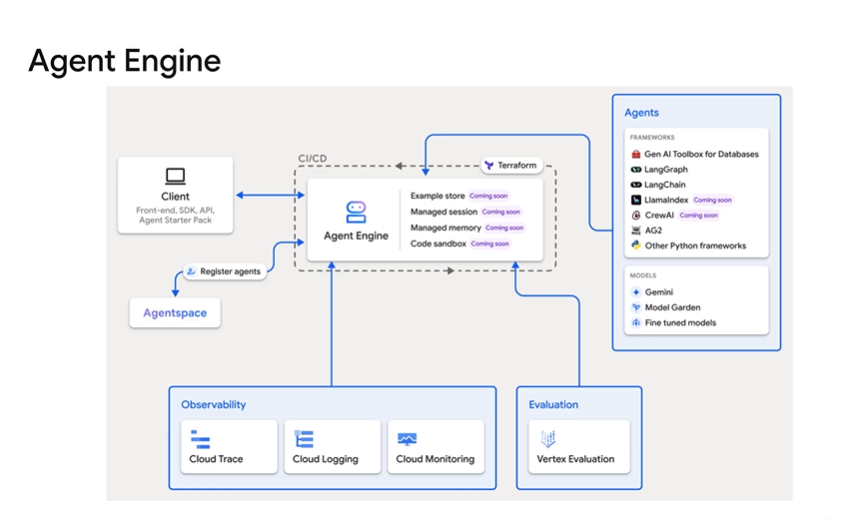 Agent Engine
CI/CD
Terraform
Client
Front-end, SDK, API,
Agent Starter Pack
Agent Engine
Example store Coming soon
Managed session Coming soon
Managed memory Coming soon
Code sandbox Coming soon
Register agents
Agentspace
Agents
FRAMEWORKS
Gen AI Toolbox for Databases
LangGraph
LangChain
LlamaIndex Coming soon
CrewAI Coming soon
AG2
Other Python frameworks
MODELS
Gemini
Model Garden
Fine tuned models
Observability
Cloud Trace
Cloud Logging
Cloud Monitoring
Evaluation
Vertex Evaluation